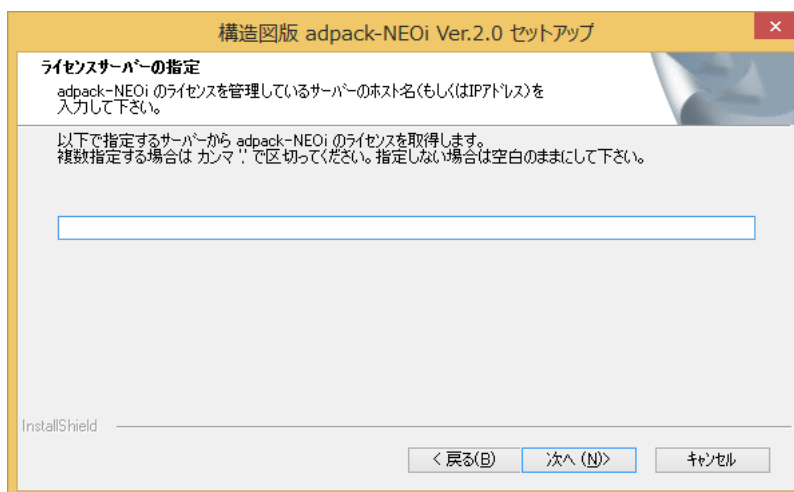 構造図版 adpack-NEOi Ver.2.0 セットアップ
ライセンスサーバーの指定
adpack-NEOi のライセンスを管理しているサーバーのホスト名(もしくはIPアドレス)を
入力して下さい。
以下で指定するサーバーから adpack-NEOi のライセンスを取得します。
複数指定する場合は カンマ ',' で区切ってください。指定しない場合は空白のままにして下さい。
InstallShield
< 戻る(B)
次へ (N)>
キャンセル